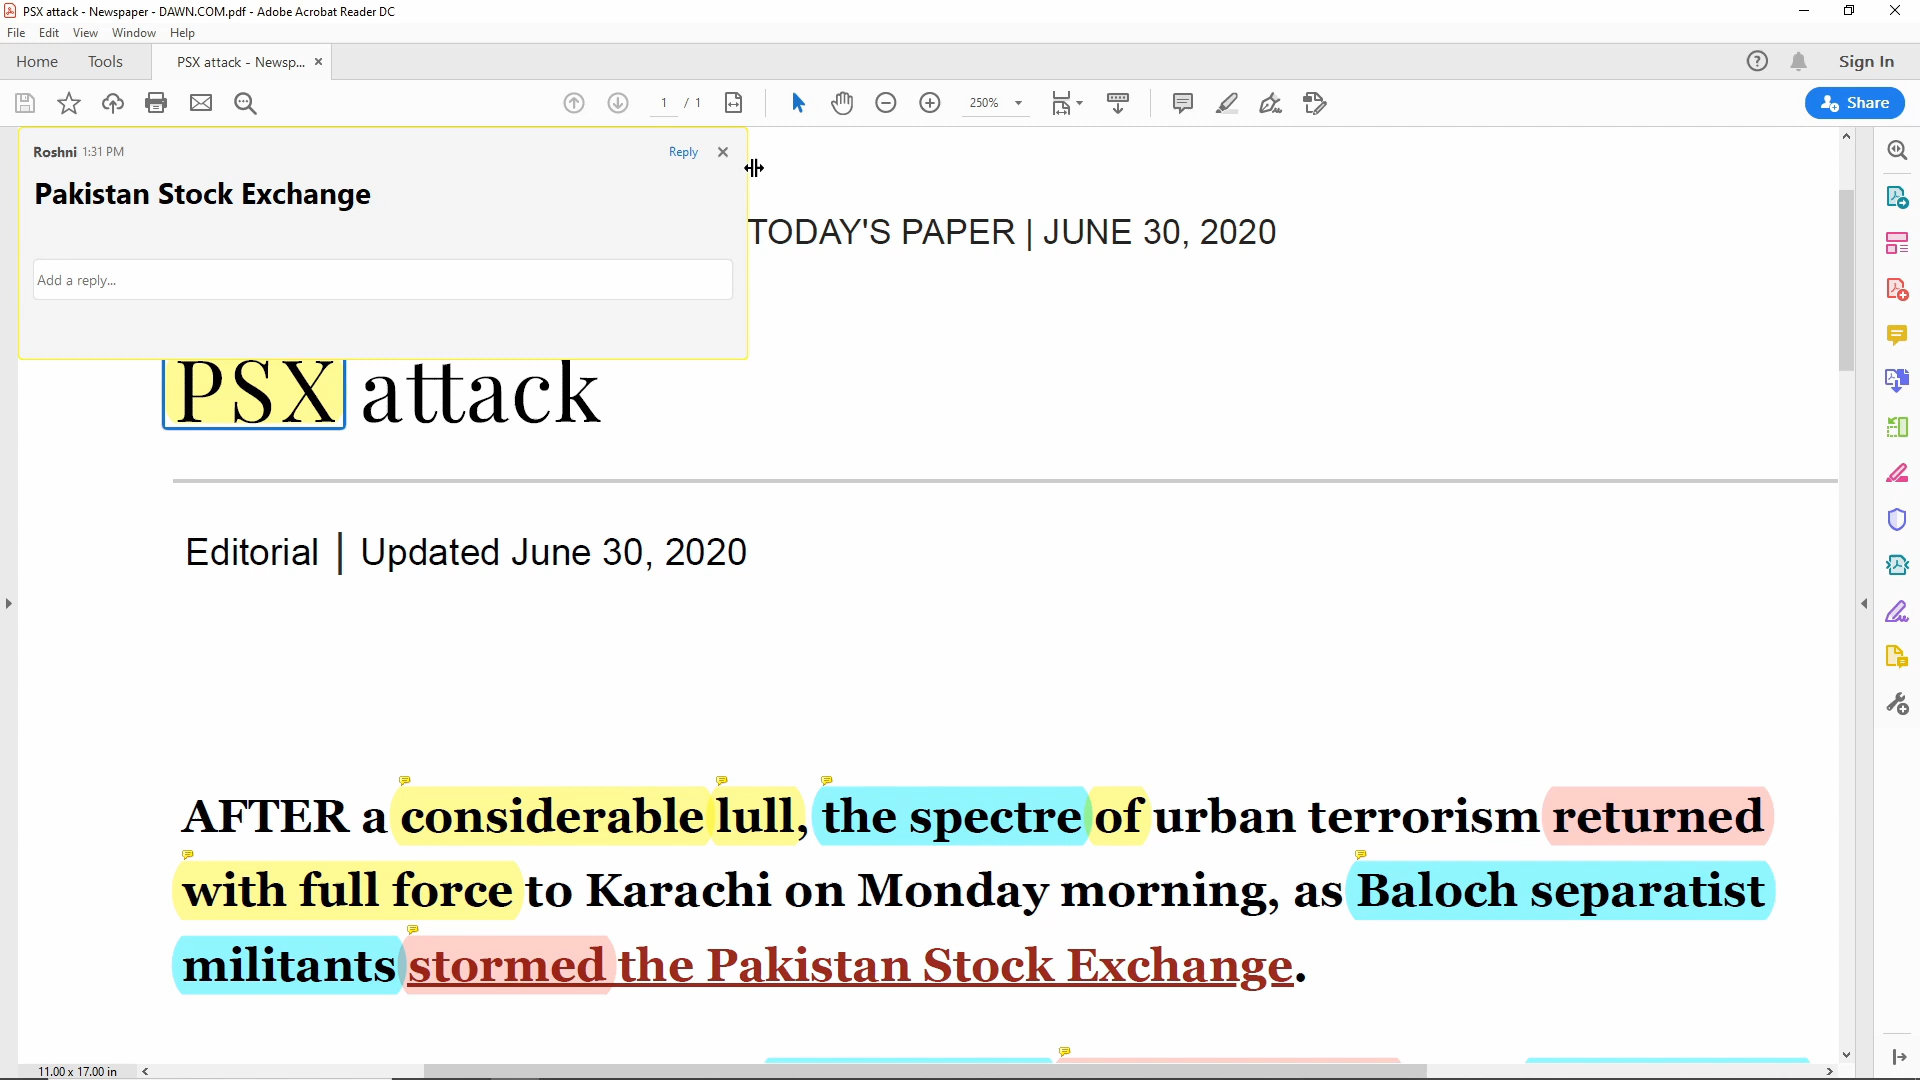 PSX attack - Newspaper - DAWN.COM.pdf - Adobe Acrobat Reader DC
File Edit View Window Help
Home Tools PSX attack - Newsp... Sign In
1 / 1 250% Share
Roshni 1:31 PM Reply
Pakistan Stock Exchange
Add a reply...
TODAY'S PAPER | JUNE 30, 2020
PSX attack
Editorial | Updated June 30, 2020
AFTER a considerable lull, the spectre of urban terrorism returned
with full force to Karachi on Monday morning, as Baloch separatist
militants stormed the Pakistan Stock Exchange.
11.00 x 17.00 in